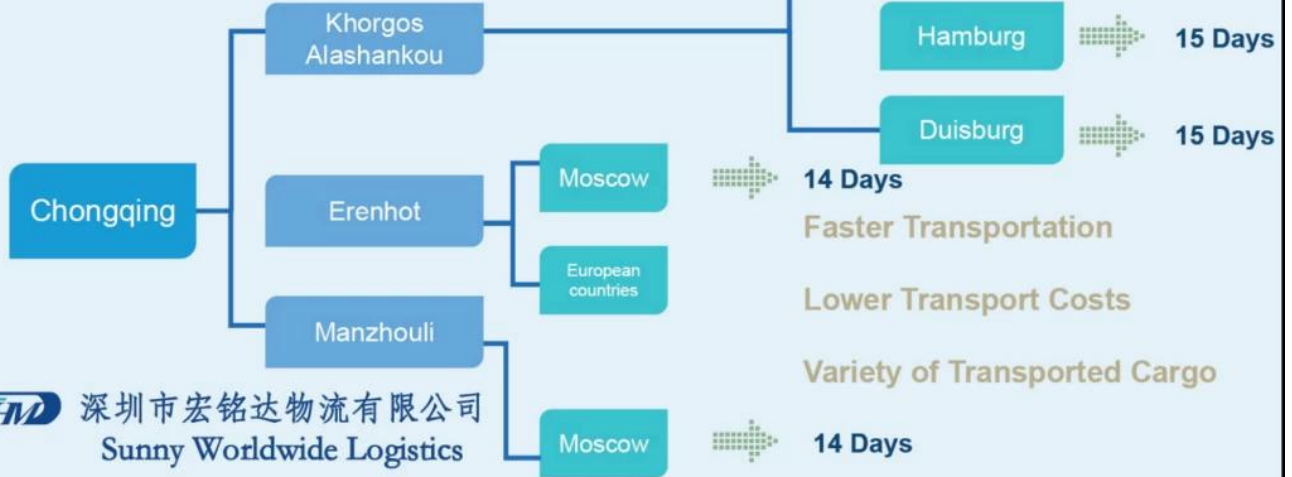 Khorgos
Alashankou
Hamburg
15 Days
Duisburg
15 Days
Chongqing
Erenhot
Moscow
14 Days
European
countries
Faster Transportation
Lower Transport Costs
Variety of Transported Cargo
Manzhouli
深圳市宏铭达物流有限公司
Sunny Worldwide Logistics
Moscow
14 Days